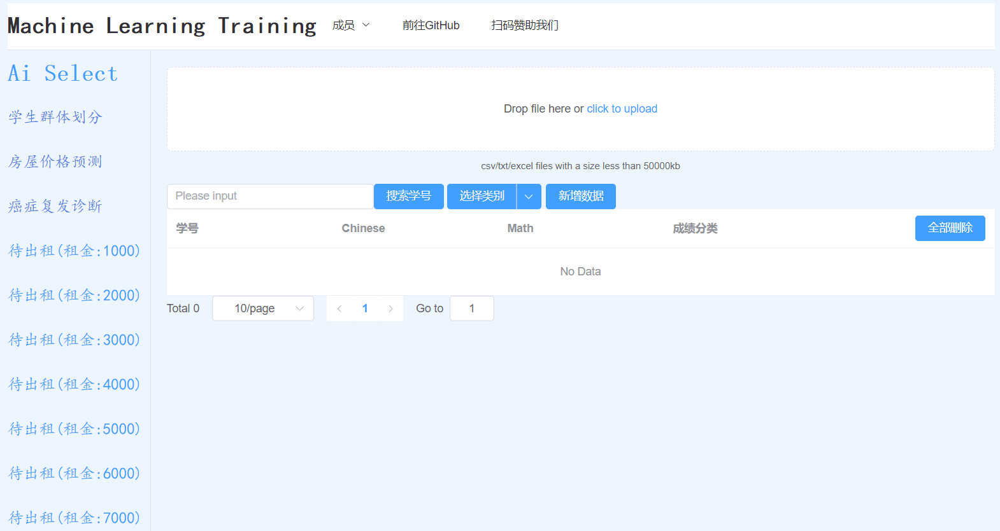 Machine Learning Training 成员 前往GitHub 扫码赞助我们
Ai Select
学生群体划分
房屋价格预测
癌症复发诊断
待出租(租金:1000)
待出租(租金:2000)
待出租(租金:3000)
待出租(租金:4000)
待出租(租金:5000)
待出租(租金:6000)
待出租(租金:7000)
Drop file here or click to upload
csv/txt/excel files with a size less than 50000kb
Please input 搜索学号 选择类别 新增数据
学号 Chinese Math 成绩分类 全部删除
No Data
Total 0 10/page 1 Go to 1